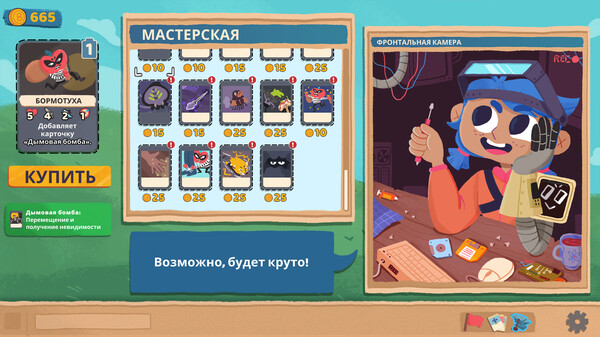 665
МАСТЕРСКАЯ
ФРОНТАЛЬНАЯ КАМЕРА
REC
1
БОРМОТУХА
5 4 2 1
Добавляет
карточку
«Дымовая бомба».
КУПИТЬ
Дымовая бомба:
Перемещение и
получение невидимости
10 15 15 25
15 15 25 25 10
25 25 25 25
Возможно, будет круто!